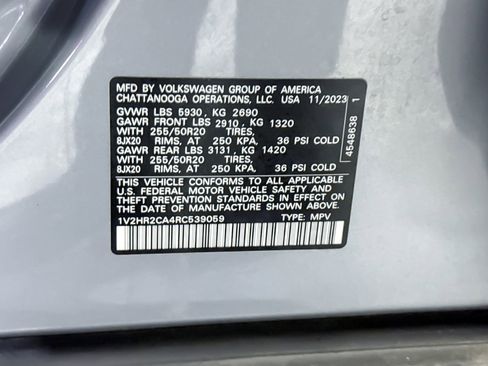 MFD BY VOLKSWAGEN GROUP OF AMERICA
CHATTANOOGA OPERATIONS, LLC. USA 11/2023
GVWR LBS 5930, KG 2690
GAWR FRONT LBS 2910, KG 1320
WITH 255/50R20 TIRES,
8JX20 RIMS, AT 250 KPA, 36 PSI COLD
GAWR REAR LBS 3131, KG 1420
WITH 255/50R20 TIRES,
8JX20 RIMS, AT 250 KPA, 36 PSI COLD
THIS VEHICLE CONFORMS TO ALL APPLICABLE
U.S. FEDERAL MOTOR VEHICLE SAFETY AND
THEFT PREVENTION STANDARDS IN EFFECT ON
THE DATE OF MANUFACTURE SHOWN ABOVE.
1V2HR2CA4RC539059 TYPE: MPV
4548638 1